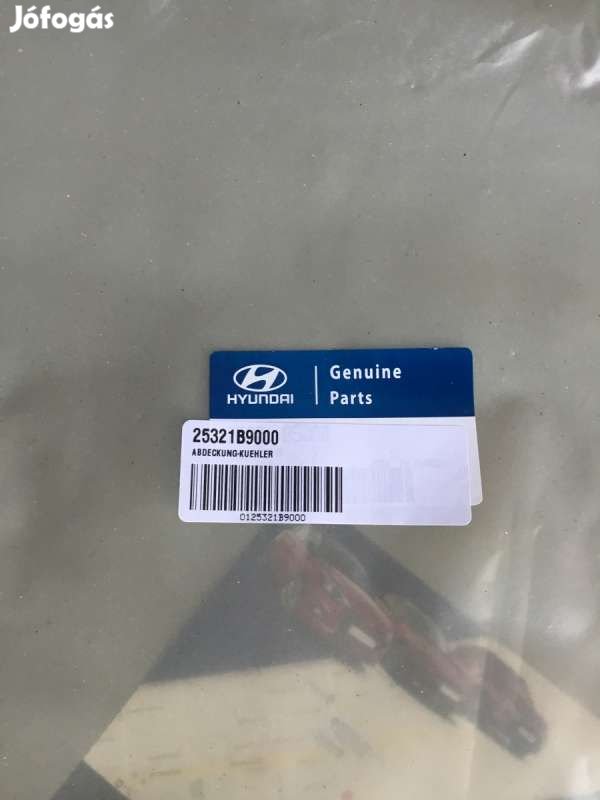 Jófogás
HYUNDAI
Genuine
Parts
25321B9000
ABDECKUNG-KUEHLER
0125321B9000